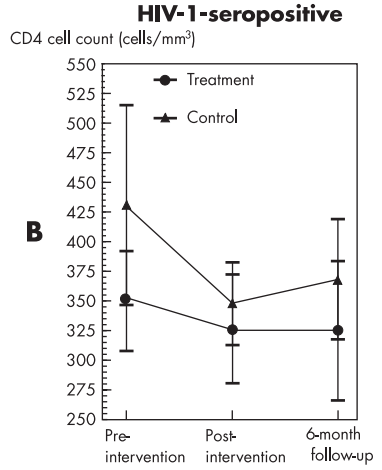 HIV-1-seropositive
CD4 cell count (cells/mm³)
550
525
500
475
450
425
400
375
350
325
300
275
250
Treatment
Control
B
Pre-
intervention
Post-
intervention
6-month
follow-up